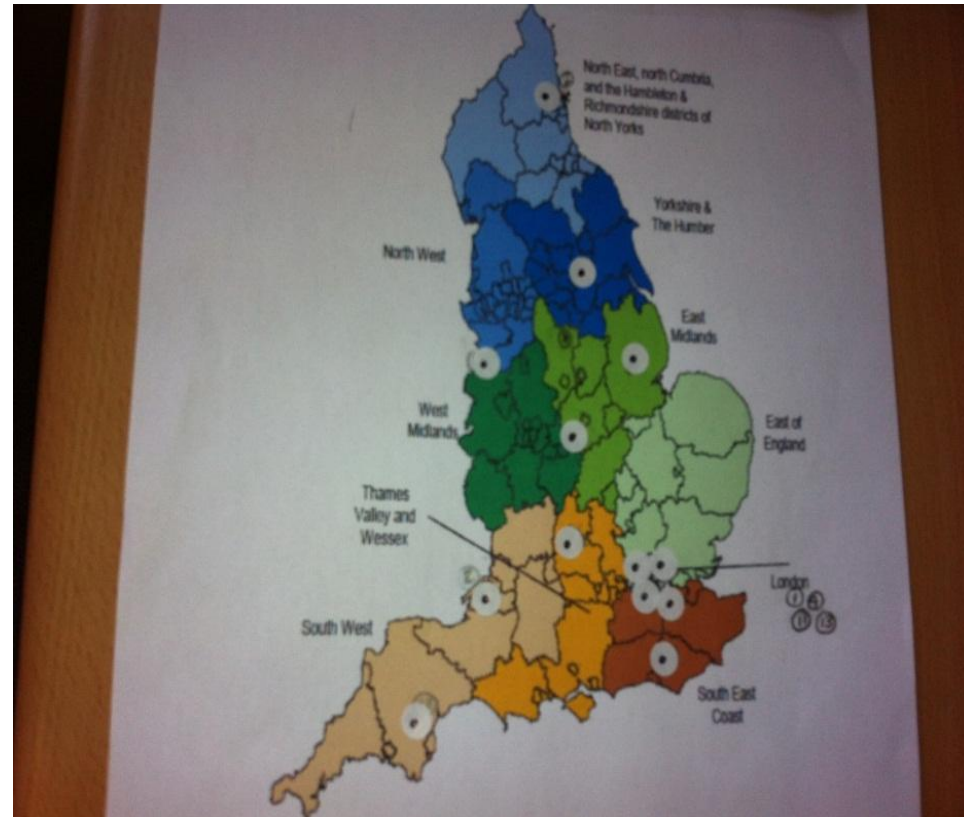 North East, north Cumbria,
and the Hambleton &
Richmondshire districts of
North Yorks
Yorkshire &
The Humber
North West
East
Midlands
West
Midlands
East of
England
Thames
Valley and
Wessex
London
South West
South East
Coast